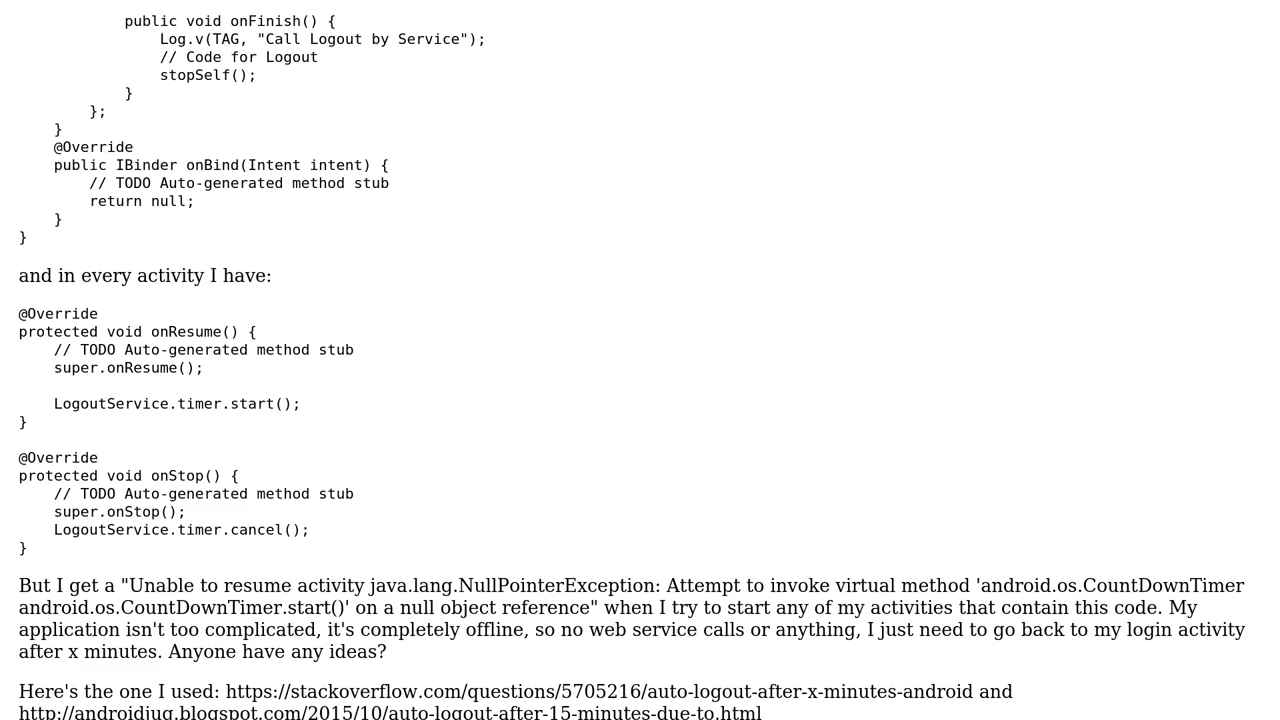 public void onFinish() {
                Log.v(TAG, "Call Logout by Service");
                // Code for Logout
                stopSelf();
            }
        };
    }
    @Override
    public IBinder onBind(Intent intent) {
        // TODO Auto-generated method stub
        return null;
    }
}
and in every activity I have:
@Override
protected void onResume() {
    // TODO Auto-generated method stub
    super.onResume();
    LogoutService.timer.start();
}
@Override
protected void onStop() {
    // TODO Auto-generated method stub
    super.onStop();
    LogoutService.timer.cancel();
}
But I get a "Unable to resume activity java.lang.NullPointerException: Attempt to invoke virtual method 'android.os.CountDownTimer
android.os.CountDownTimer.start()' on a null object reference" when I try to start any of my activities that contain this code. My
application isn't too complicated, it's completely offline, so no web service calls or anything, I just need to go back to my login activity
after x minutes. Anyone have any ideas?
Here's the one I used: https://stackoverflow.com/questions/5705216/auto-logout-after-x-minutes-android and
http://androidjug.blogspot.com/2015/10/auto-logout-after-15-minutes-due-to.html